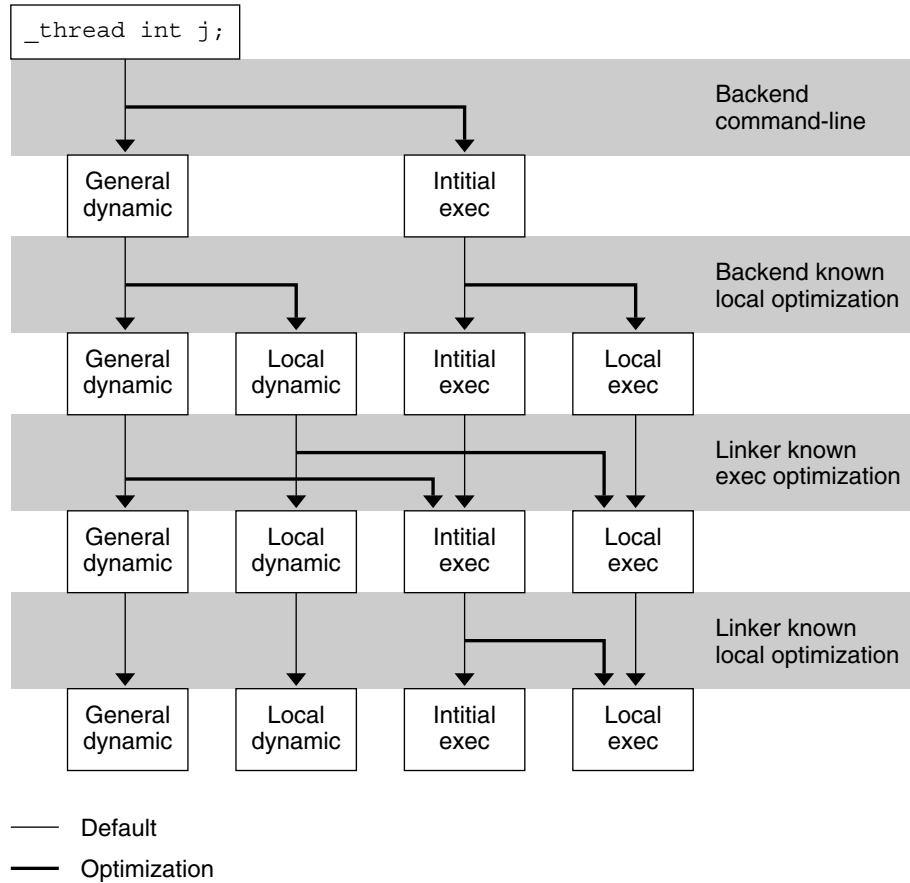 _thread int j;
Backend
command-line
General
dynamic
Intitial
exec
Backend known
local optimization
General
dynamic
Local
dynamic
Intitial
exec
Local
exec
Linker known
exec optimization
General
dynamic
Local
dynamic
Intitial
exec
Local
exec
Linker known
local optimization
General
dynamic
Local
dynamic
Intitial
exec
Local
exec
Default
Optimization